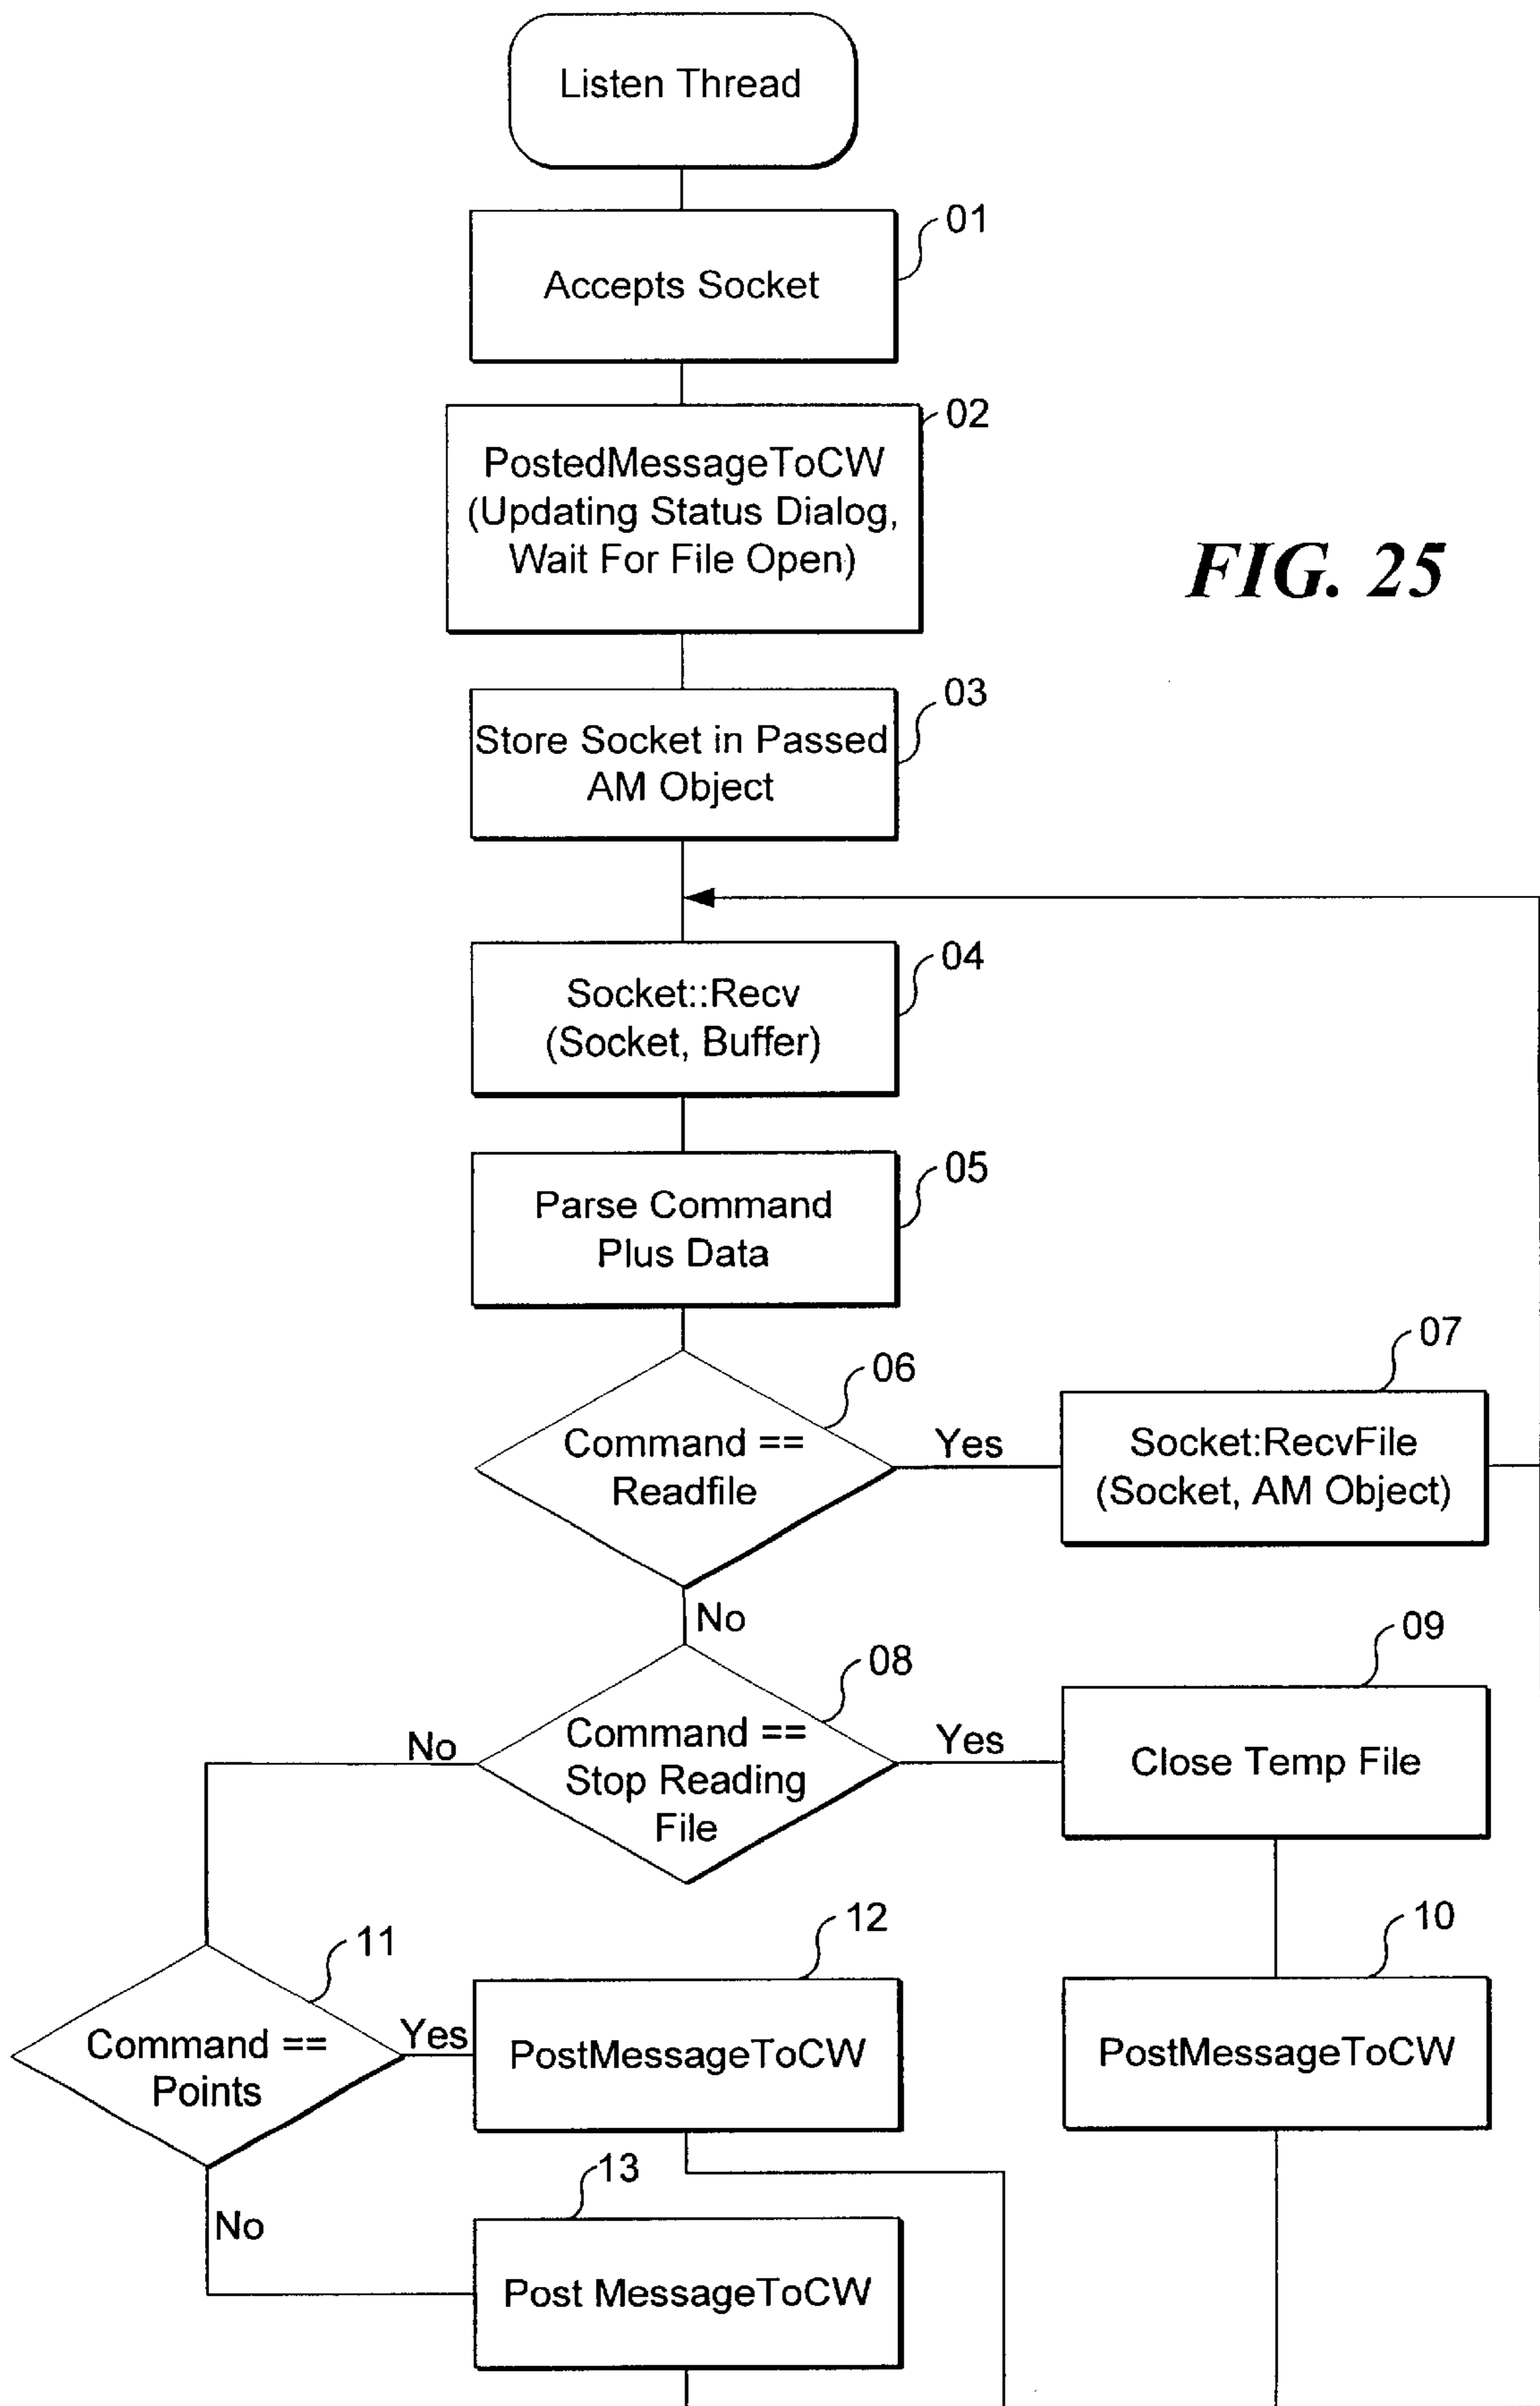 Listen Thread
01
Accepts Socket
02
PostedMessageToCW
(Updating Status Dialog,
Wait For File Open)
FIG. 25
03
Store Socket in Passed
AM Object
04
Socket::Recv
(Socket, Buffer)
05
Parse Command
Plus Data
06
Command ==
Readfile
Yes
07
Socket:RecvFile
(Socket, AM Object)
No
08
Command ==
Stop Reading
File
No
Yes
09
Close Temp File
10
PostMessageToCW
11
Command ==
Points
Yes
12
PostMessageToCW
No
13
Post MessageToCW